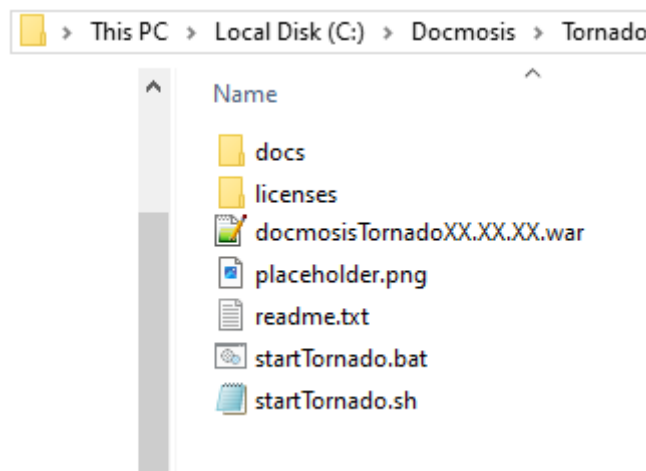 This PC > Local Disk (C:) > Docmosis > Tornado
Name
docs
licenses
docmosisTornadoXX.XX.XX.war
placeholder.png
readme.txt
startTornado.bat
startTornado.sh